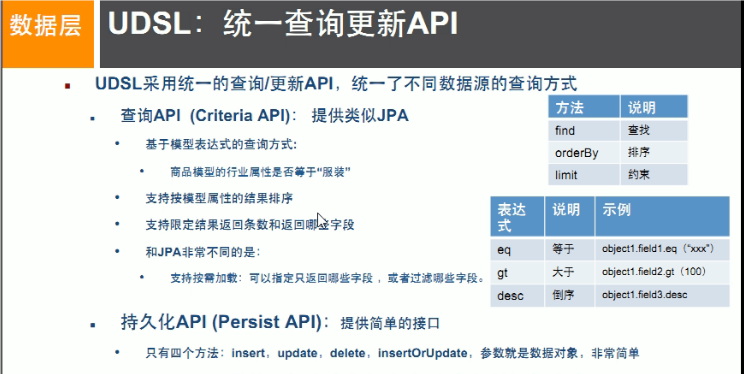 数据层
UDSL：统一查询更新API
UDSL采用统一的查询/更新API，统一了不同数据源的查询方式
查询API（Criteria API)： 提供类似JPA
基于模型表达式的查询方式:
商品模型的行业属性是否等于“服装”
支持按模型属性的结果排序
支持限定结果返回条数和返回哪些字段
和JPA非常不同的是：
支持按需加载：可以指定只返回哪些字段 ，或者过滤哪些字段。
方法 说明
find 查找
orderBy 排序
limit 约束
表达式 说明 示例
eq 等于 object1.field1.eq（“xxx”）
gt 大于 object1.field2.gt（100）
desc 倒序 object1.field3.desc
持久化API (Persist API)： 提供简单的接口
只有四个方法：insert，update，delete，insertOrUpdate，参数就是数据对象，非常简单